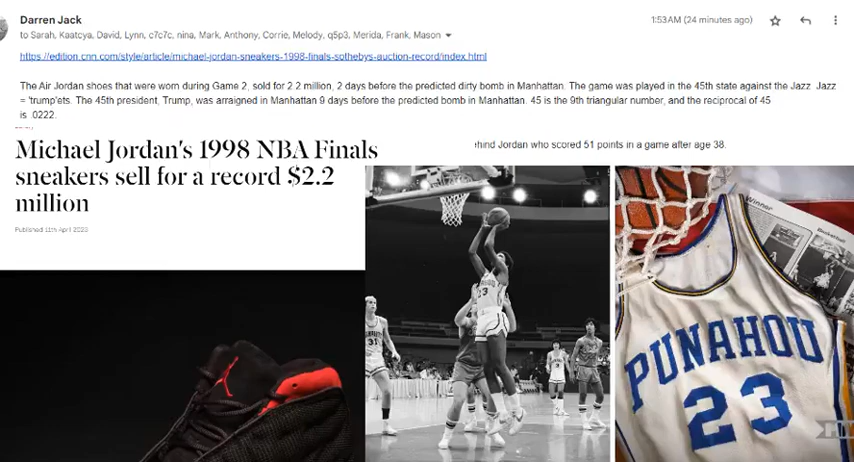 Darren Jack
1:53AM (24 minutes ago)
to Sarah, Kaatcya, David, Lynn, c7c7c, nina, Mark, Anthony, Corrie, Melody, q5p3, Merida, Frank, Mason
https://edition.cnn.com/style/article/michael-jordan-sneakers-1998-finals-sothebys-auction-record/index.html
The Air Jordan shoes that were worn during Game 2, sold for 2.2 million, 2 days before the predicted dirty bomb in Manhattan. The game was played in the 45th state against the Jazz Jazz
= 'trump'ets. The 45th president, Trump, was arraigned in Manhattan 9 days before the predicted bomb in Manhattan. 45 is the 9th triangular number, and the reciprocal of 45
is .0222.
hind Jordan who scored 51 points in a game after age 38.
Michael Jordan's 1998 NBA Finals
sneakers sell for a record $2.2
million
Published 11th April 2023
31
23
Winner
Basketball
PUNAHOU
23